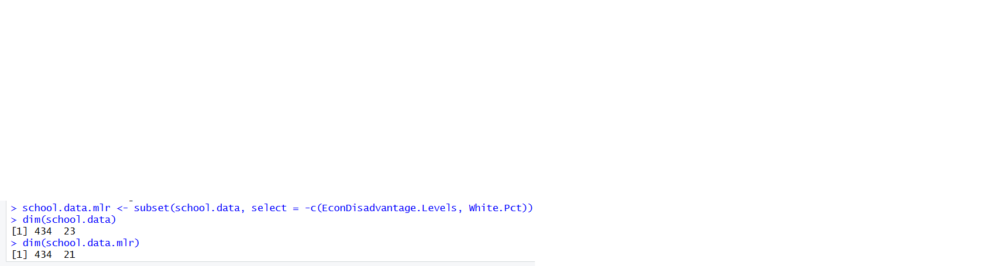 > school.data.mlr <- subset(school.data, select = -c(EconDisadvantage.Levels, White.Pct))
> dim(school.data)
[1] 434  23
> dim(school.data.mlr)
[1] 434  21